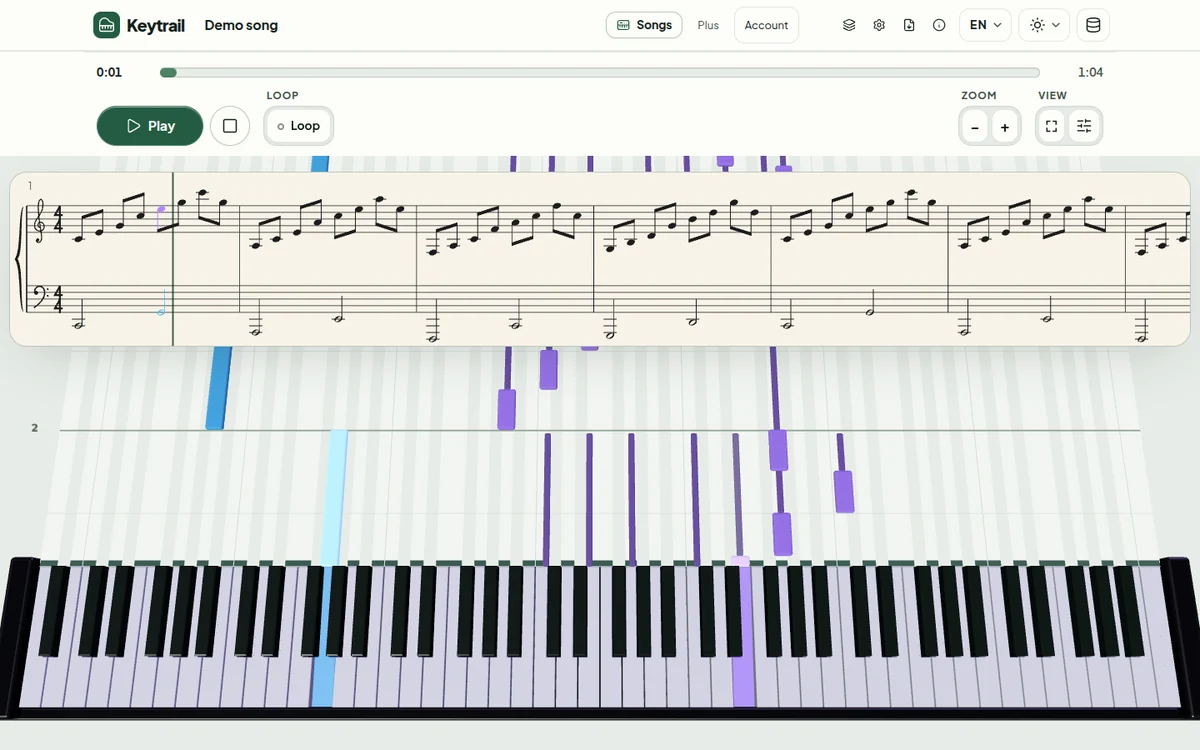 Keytrail
Demo song
Songs
Plus
Account
EN
0:01
1:04
LOOP
ZOOM
VIEW
Play
Loop
1
4
4
4
4
2